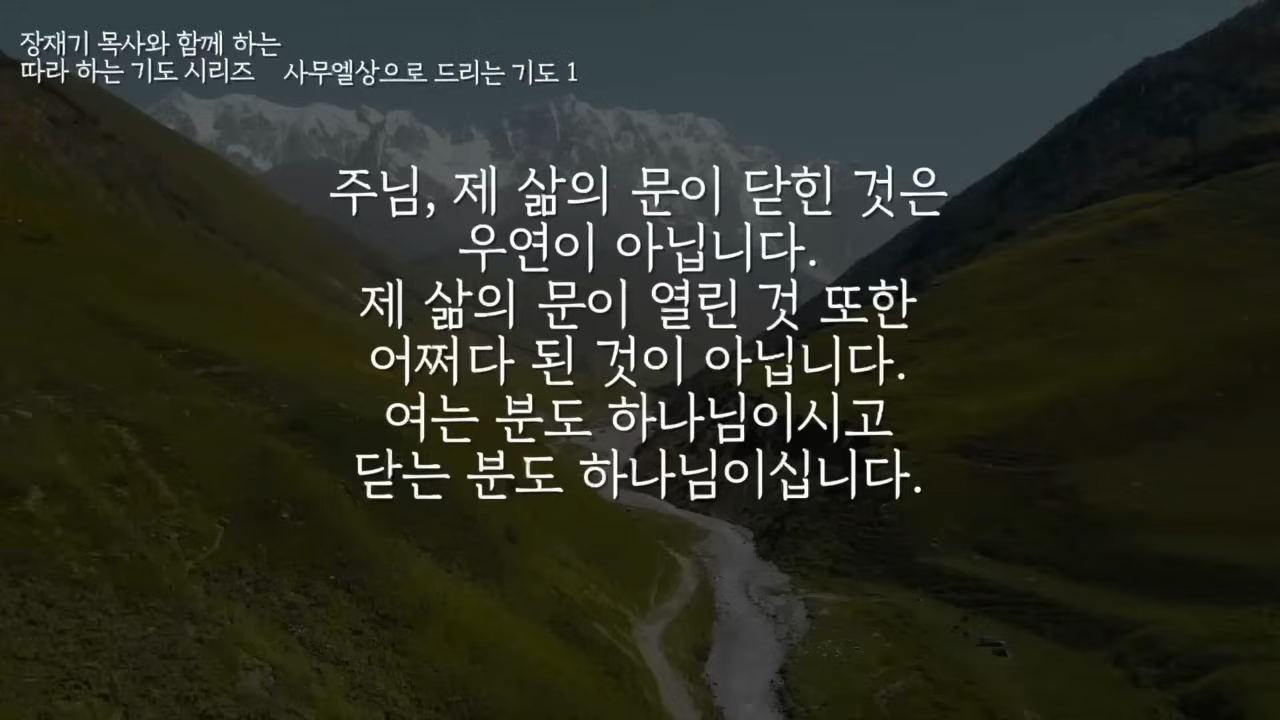 장재기 목사와 함께 하는
따라 하는 기도 시리즈 사무엘상으로 드리는 기도 1
주님, 제 삶의 문이 닫힌 것은
우연이 아닙니다.
제 삶의 문이 열린 것 또한
어쩌다 된 것이 아닙니다.
여는 분도 하나님이시고
닫는 분도 하나님이십니다.